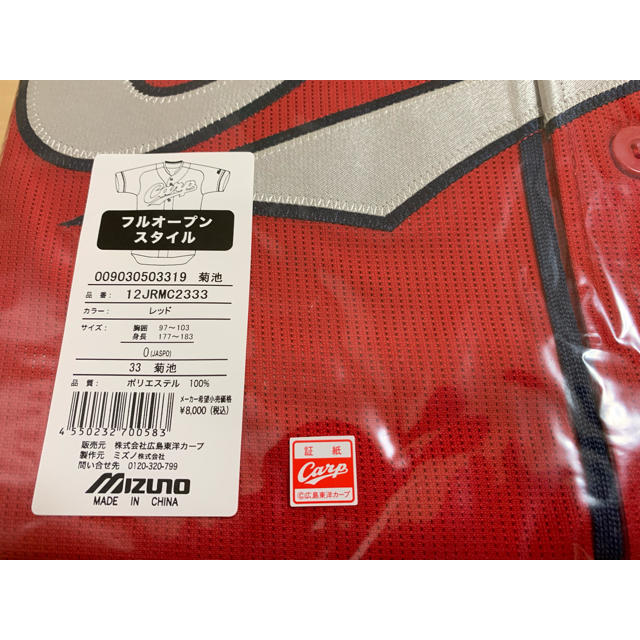 Carp
フルオープン
スタイル
009030503319 菊池
品 番: 12JRMC2333
カラー: レッド
サイズ: 胸囲 97～103
身長 177～183
O(JASPO)
33 菊池
品 質: ポリエステル 100%
メーカー希望小売価格
¥8,000(税込)
4 550232 700583
販売元 株式会社広島東洋カープ
製作元 ミズノ株式会社
問い合せ先 0120-320-799
MIZUNO
MADE IN CHINA
証 紙
Carp
©広島東洋カープ